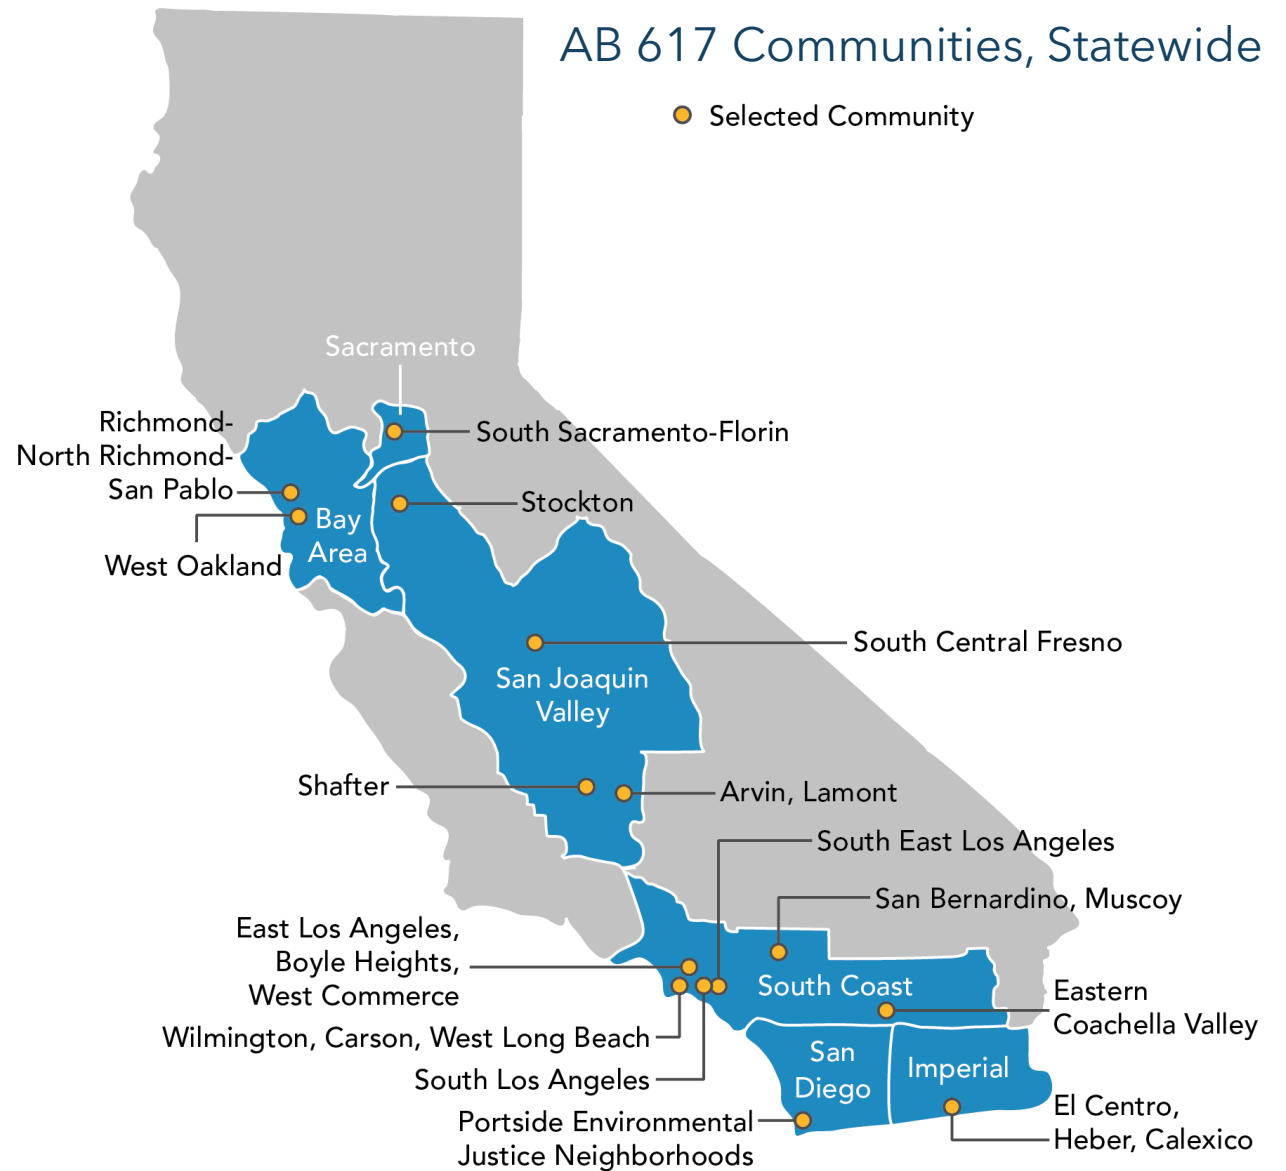 AB 617 Communities, Statewide
Selected Community
Sacramento
Richmond-
North Richmond-
San Pablo
South Sacramento-Florin
Stockton
Bay
Area
West Oakland
South Central Fresno
San Joaquin
Valley
Shafter
Arvin, Lamont
South East Los Angeles
San Bernardino, Muscoy
East Los Angeles,
Boyle Heights,
West Commerce
South Coast
Eastern
Coachella Valley
Wilmington, Carson, West Long Beach
San
Diego
Imperial
South Los Angeles
Portside Environmental
Justice Neighborhoods
El Centro,
Heber, Calexico